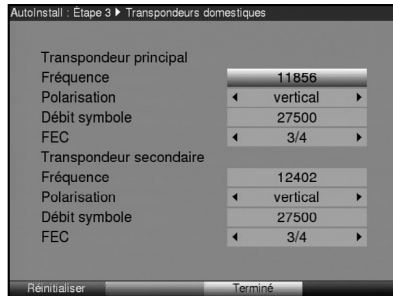 AutoInstall : Étape 3 ▶ Transpondeurs domestiques
Transpondeur principal
Fréquence 11856
Polarisation ◀ vertical ▶
Débit symbole 27500
FEC ◀ 3/4 ▶
Transpondeur secondaire
Fréquence 12402
Polarisation ◀ vertical ▶
Débit symbole 27500
FEC ◀ 3/4 ▶
Réinitialiser Terminé